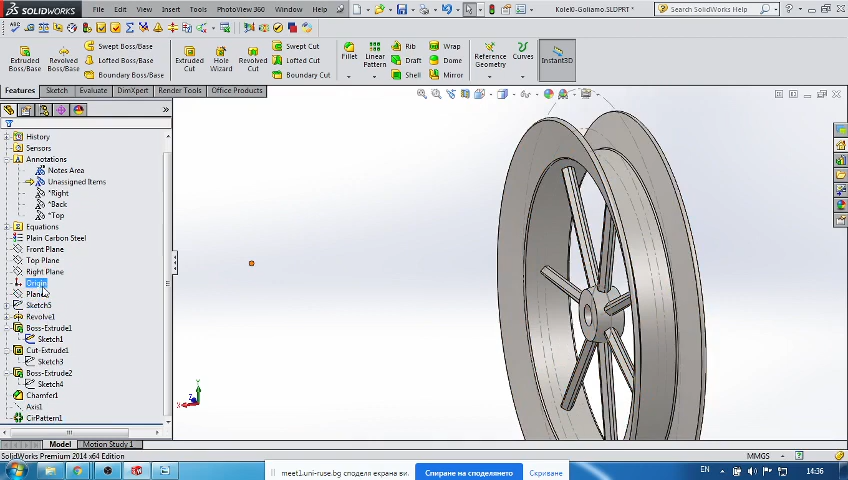 SOLIDWORKS File Edit View Insert Tools PhotoView 360 Window Help Kolel0-Goliamo.SLDPRT * Search SolidWorks Help
Extruded Boss/Base
Revolved Boss/Base
Swept Boss/Base
Lofted Boss/Base
Boundary Boss/Base
Extruded Cut
Hole Wizard
Revolved Cut
Swept Cut
Lofted Cut
Boundary Cut
Fillet
Linear Pattern
Rib
Draft
Shell
Wrap
Dome
Mirror
Reference Geometry
Curves
Instant3D
Features Sketch Evaluate DimXpert Render Tools Office Products
History
Sensors
Annotations
Notes Area
Unassigned Items
*Right
*Back
*Top
Equations
Plain Carbon Steel
Front Plane
Top Plane
Right Plane
Origin
Sketch5
Revolve1
Boss-Extrude1
Sketch1
Cut-Extrude1
Sketch3
Boss-Extrude2
Sketch4
Chamfer1
Axis1
CirPattern1
Y
X
Z
Model Motion Study 1
SolidWorks Premium 2014 x64 Edition MMGS
meet1.uni-ruse.bg споделя екрана ви. Спиране на споделянето Скриване EN 14:36